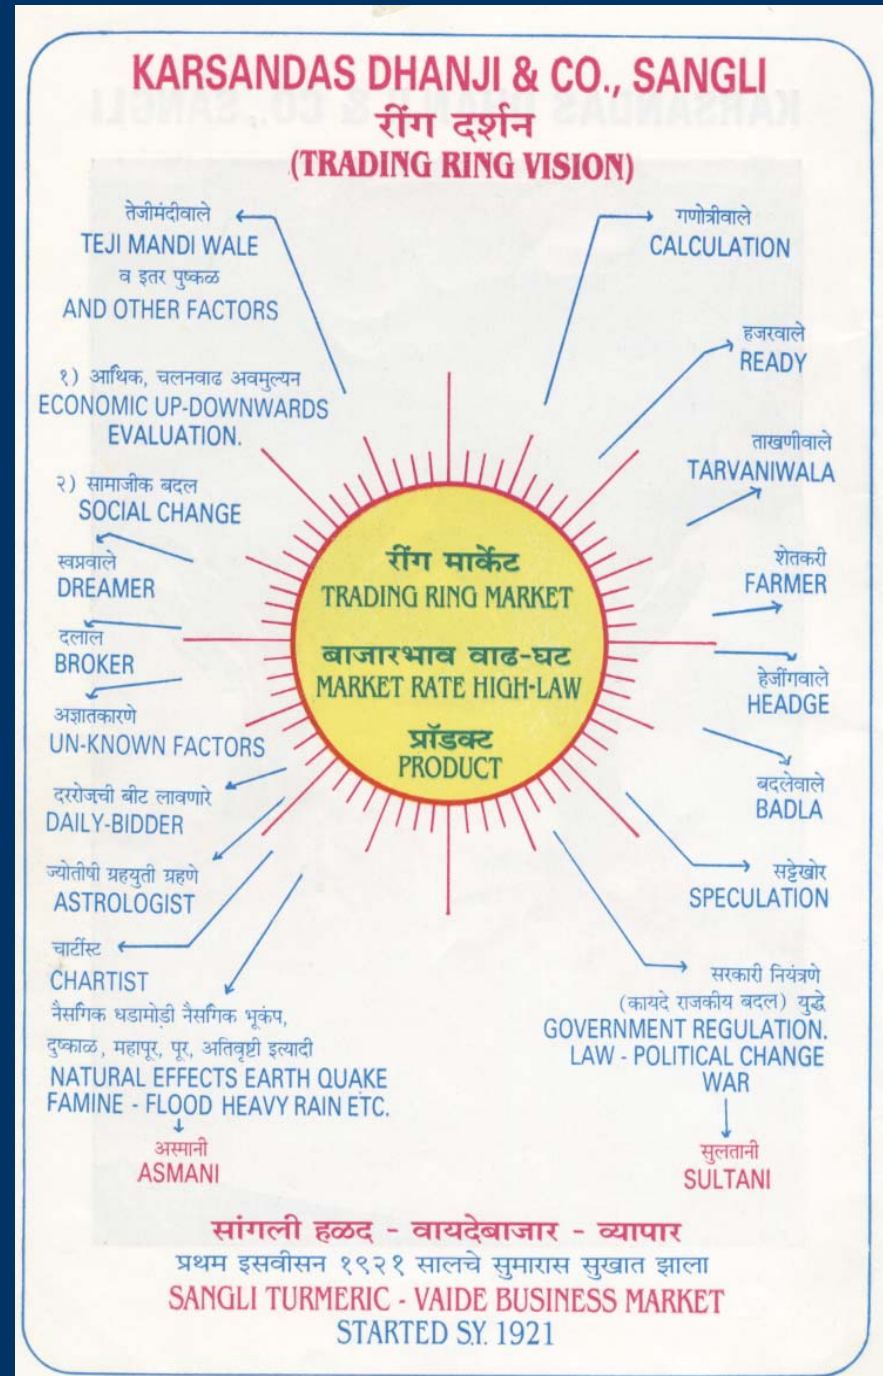 KARSANDAS DHANJI & CO., SANGLI
रींग दर्शन
(TRADING RING VISION)
तेजीमंदीवाले
TEJI MANDI WALE
व इतर पुष्कळ
AND OTHER FACTORS
१) आथिक, चलनवाढ अवमुल्यन
ECONOMIC UP-DOWNWARDS
EVALUATION.
२) सामाजीक बदल
SOCIAL CHANGE
स्वप्नवाले
DREAMER
दलाल
BROKER
अज्ञातकारणे
UN-KNOWN FACTORS
दररोजची बीट लावणारे
DAILY-BIDDER
ज्योतीषी ग्रहयुती ग्रहणे
ASTROLOGIST
चार्टीस्ट
CHARTIST
नैसगिक धडामोडी नैसगिक भूकंप,
दुष्काळ, महापूर, पूर, अतिवृष्टी इत्यादी
NATURAL EFFECTS EARTH QUAKE
FAMINE - FLOOD HEAVY RAIN ETC.
अस्मानी
ASMANI
रींग मार्केट
TRADING RING MARKET
बाजारभाव वाढ-घट
MARKET RATE HIGH-LAW
प्रॉडक्ट
PRODUCT
गणोत्रीवाले
CALCULATION
हजरवाले
READY
ताखणीवाले
TARVANIWALA
शेतकरी
FARMER
हेजींगवाले
HEADGE
बदलेवाले
BADLA
सट्टेखोर
SPECULATION
सरकारी नियंत्रणे
(कायदे राजकीय बदल) युद्धे
GOVERNMENT REGULATION.
LAW - POLITICAL CHANGE
WAR
सुलतानी
SULTANI
सांगली हळद - वायदेबाजार - व्यापार
प्रथम इसवीसन १९२१ सालचे सुमारास सुखात झाला
SANGLI TURMERIC - VAIDE BUSINESS MARKET
STARTED S.Y. 1921